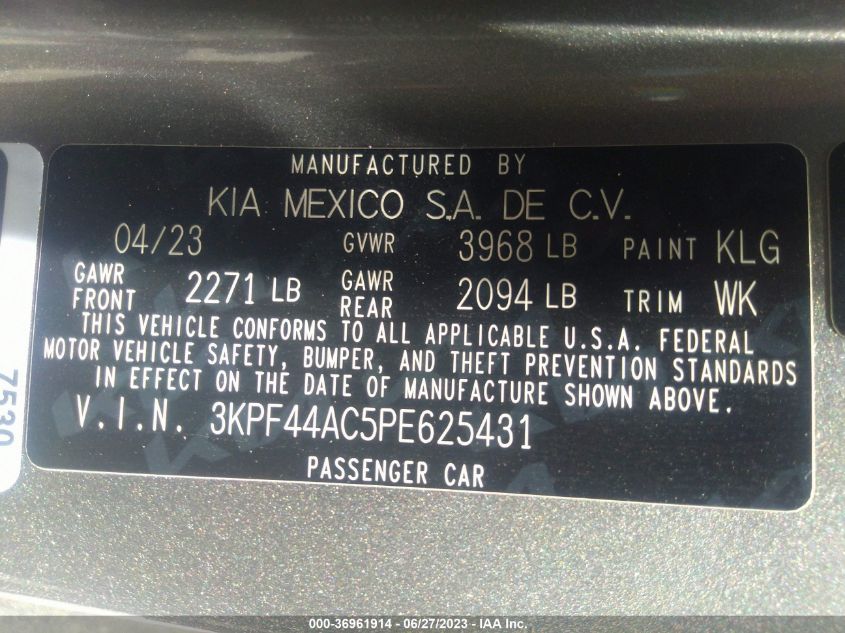 MANUFACTURED BY
KIA MEXICO S.A. DE C.V.
04/23 GVWR 3968 LB PAINT KLG
GAWR FRONT 2271 LB GAWR REAR 2094 LB TRIM WK
THIS VEHICLE CONFORMS TO ALL APPLICABLE U.S.A. FEDERAL
MOTOR VEHICLE SAFETY, BUMPER, AND THEFT PREVENTION STANDARDS
IN EFFECT ON THE DATE OF MANUFACTURE SHOWN ABOVE.
V.I.N. 3KPF44AC5PE625431
PASSENGER CAR
7530
000-36961914 - 06/27/2023 - IAA Inc.